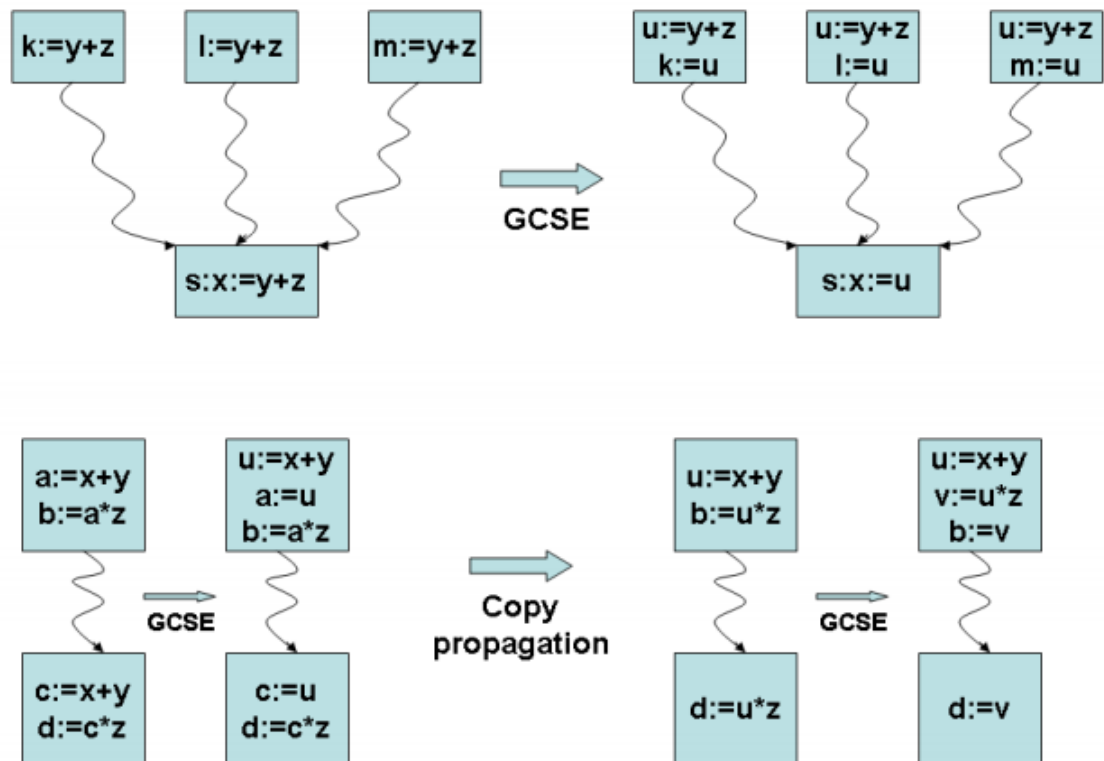 k:=y+z
l:=y+z
m:=y+z
s:x:=y+z
GCSE
u:=y+z
k:=u
u:=y+z
l:=u
u:=y+z
m:=u
s:x:=u
a:=x+y
b:=a*z
c:=x+y
d:=c*z
GCSE
u:=x+y
a:=u
b:=a*z
c:=u
d:=c*z
Copy
propagation
u:=x+y
b:=u*z
d:=u*z
GCSE
u:=x+y
v:=u*z
b:=v
d:=v